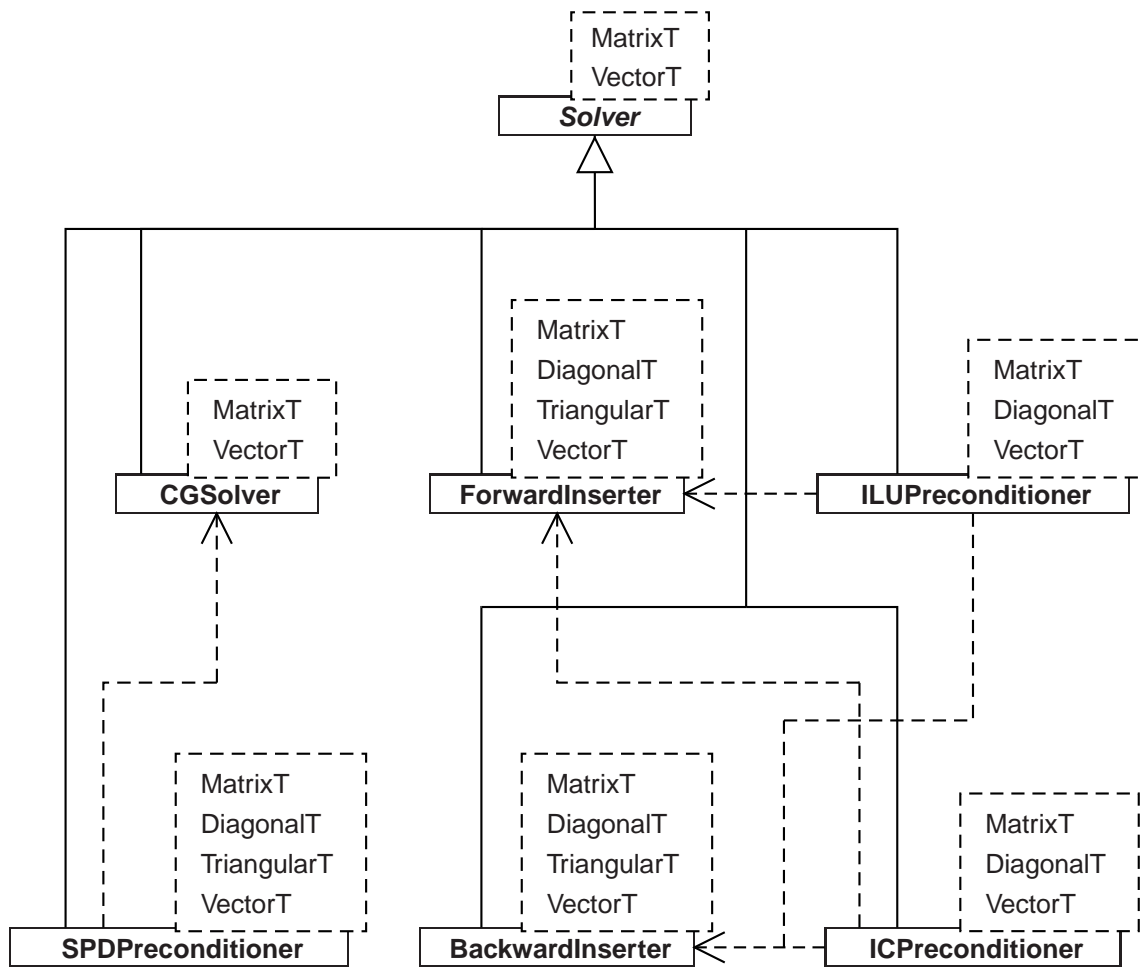 MatrixT
VectorT
Solver
MatrixT
DiagonalT
TriangularT
VectorT
MatrixT
DiagonalT
VectorT
MatrixT
VectorT
CGSolver
ForwardInserter
ILUPreconditioner
MatrixT
DiagonalT
TriangularT
VectorT
MatrixT
DiagonalT
TriangularT
VectorT
MatrixT
DiagonalT
VectorT
SPDPreconditioner
BackwardInserter
ICPreconditioner